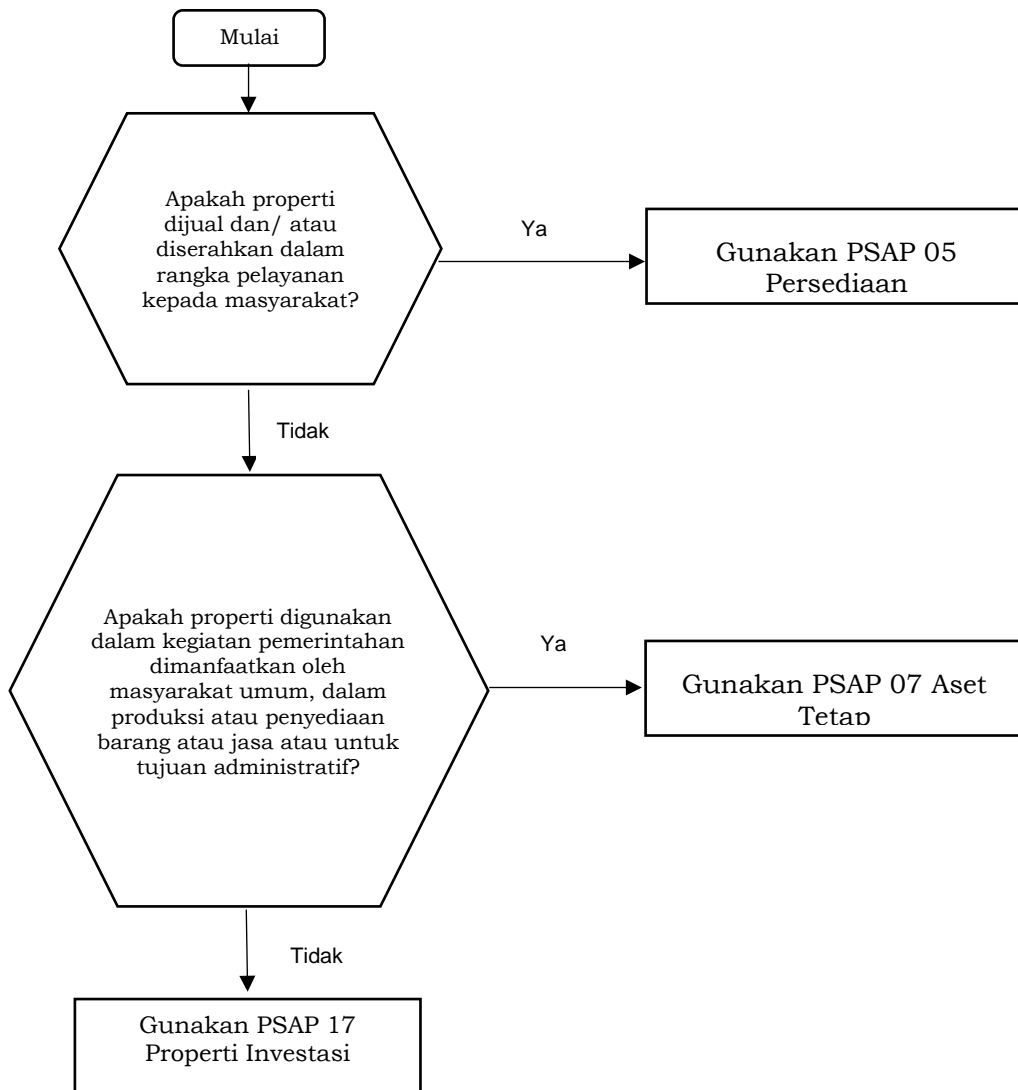 Mulai
Apakah properti
dijual dan/ atau
diserahkan dalam
rangka pelayanan
kepada masyarakat?
Ya
Gunakan PSAP 05
Persediaan
Tidak
Apakah properti digunakan
dalam kegiatan pemerintahan
dimanfaatkan oleh
masyarakat umum, dalam
produksi atau penyediaan
barang atau jasa atau untuk
tujuan administratif?
Ya
Gunakan PSAP 07 Aset
Tetap
Tidak
Gunakan PSAP 17
Properti Investasi